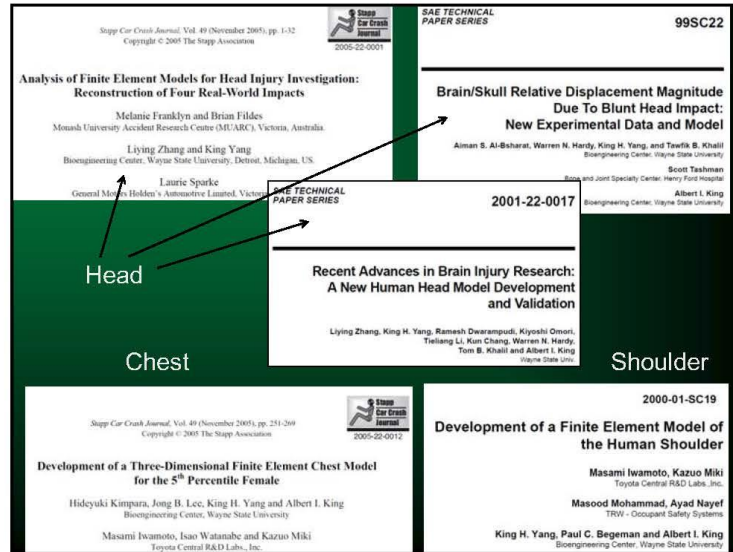 Stapp Car Crash Journal, Vol. 49 (November 2005), pp. 1-32
Copyright © 2005 The Stapp Association
Stapp
Car Crash
Journal
2005-22-0001
Analysis of Finite Element Models for Head Injury Investigation:
Reconstruction of Four Real-World Impacts
Melanie Franklyn and Brian Fildes
Monash University Accident Research Centre (MUARC), Victoria, Australia.
Liying Zhang and King Yang
Bioengineering Center, Wayne State University, Detroit, Michigan, US.
Laurie Sparke
General Motors Holden's Automotive Limited,
SAE TECHNICAL
PAPER SERIES
99SC22
Brain/Skull Relative Displacement Magnitude
Due To Blunt Head Impact:
New Experimental Data and Model
Aiman S. Al-Bsharat, Warren N. Hardy, King H. Yang, and Tawfik B. Khalil
Bioengineering Center, Wayne State University
Scott Tashman
Bone and Joint Specialty Center, Henry Ford Hospital
Albert I. King
Bioengineering Center, Wayne State University
Head
SAE TECHNICAL
PAPER SERIES
2001-22-0017
Recent Advances in Brain Injury Research:
A New Human Head Model Development
and Validation
Liying Zhang, King H. Yang, Ramesh Dwarampudi, Kiyoshi Omori,
Tieliang Li, Kun Chang, Warren N. Hardy,
Tom B. Khalil and Albert I. King
Wayne State Univ.
Chest
Shoulder
Stapp Car Crash Journal, Vol. 49 (November 2005), pp. 251-269
Copyright © 2005 The Stapp Association
Stapp
Car Crash
Journal
2005-22-0012
Development of a Three-Dimensional Finite Element Chest Model
for the 5th Percentile Female
Hideyuki Kimpara, Jong B. Lee, King H. Yang and Albert I. King
Bioengineering Center, Wayne State University
Masami Iwamoto, Isao Watanabe and Kazuo Miki
Toyota Central R&D Labs., Inc.
2000-01-SC19
Development of a Finite Element Model of
the Human Shoulder
Masami Iwamoto, Kazuo Miki
Toyota Central R&D Labs.,Inc.
Masood Mohammad, Ayad Nayef
TRW - Occupant Safety Systems
King H. Yang, Paul C. Begeman and Albert I. King
Bioengineering Center, Wayne State University